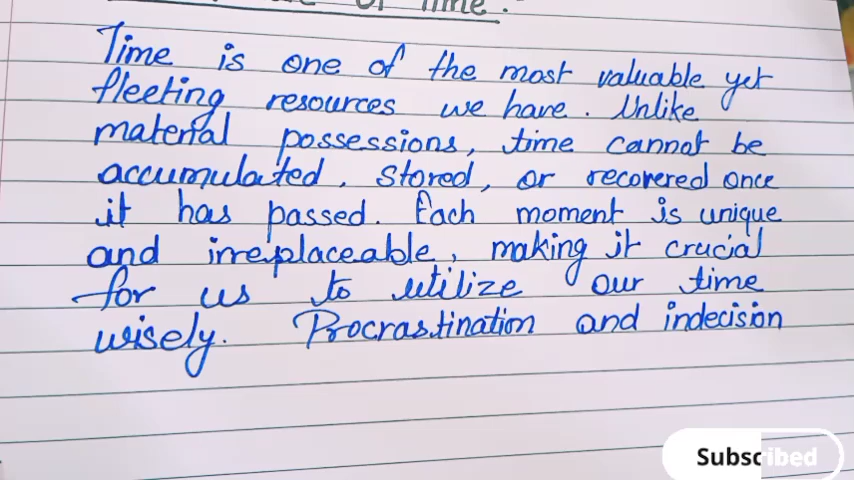 of Time.
Time is one of the most valuable yet
fleeting resources we have. Unlike
material possessions, time cannot be
accumulated, stored, or recovered once
it has passed. Each moment is unique
and irreplaceable, making it crucial
for us to utilize our time
wisely. Procrastination and indecision
Subscribed